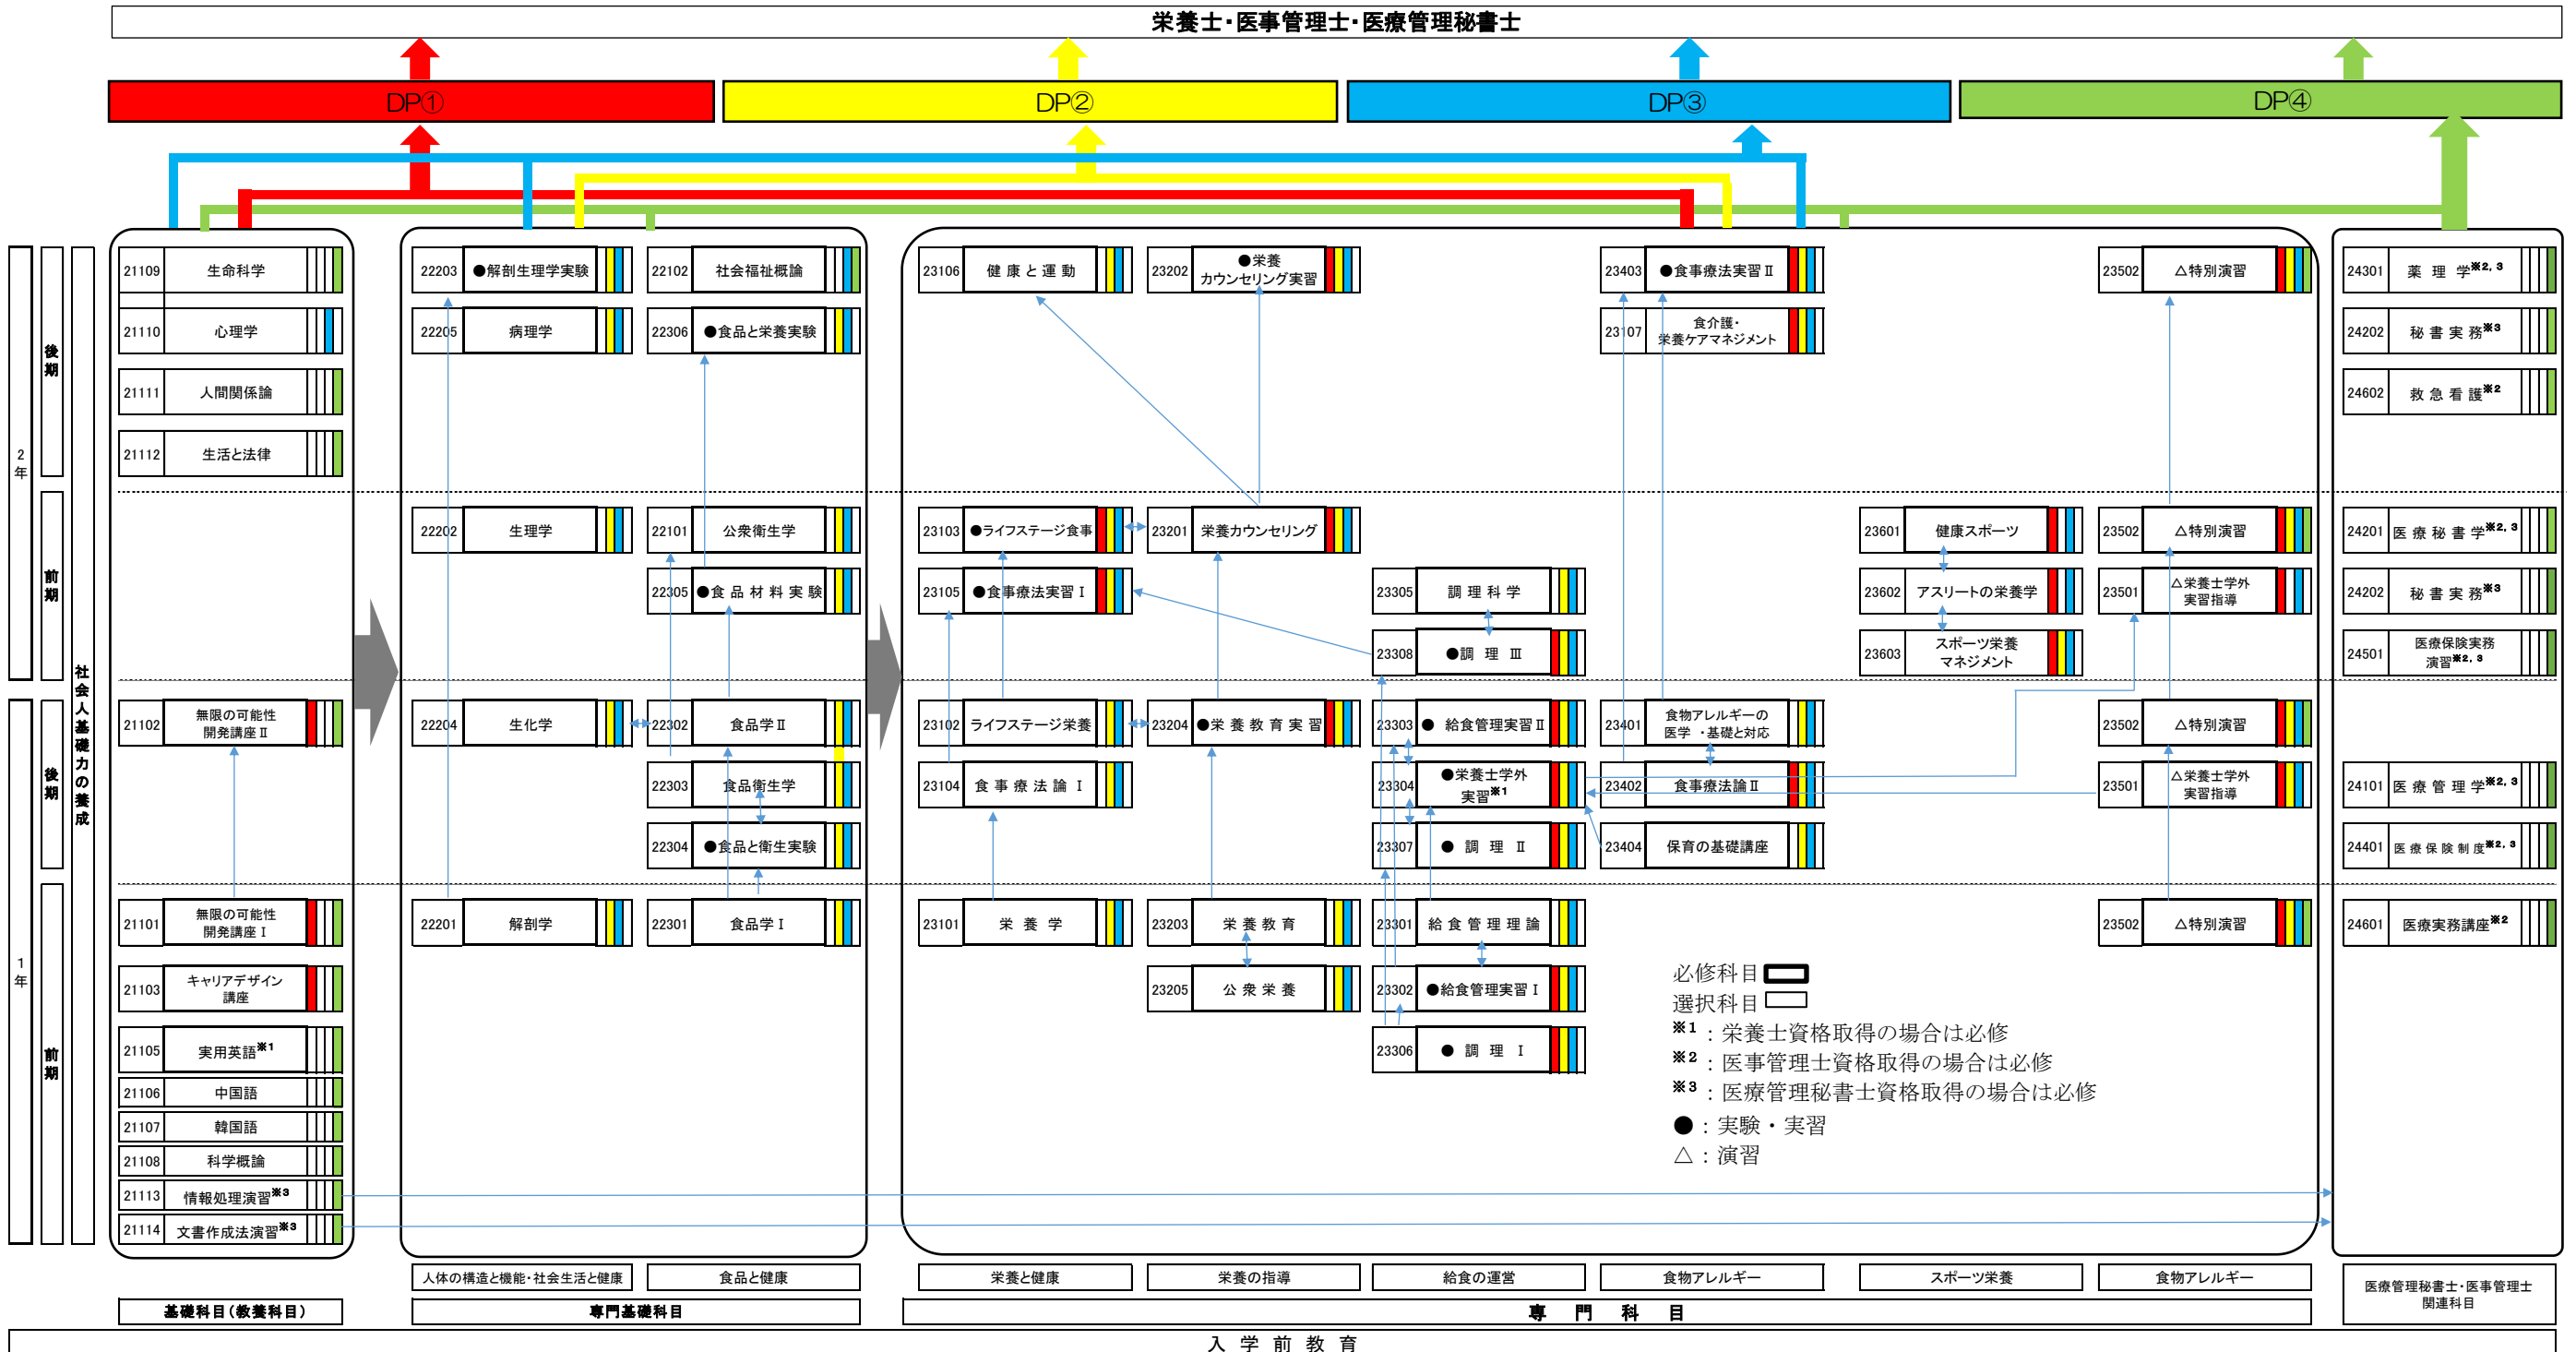 栄養士・医事管理士・医療管理秘書士
DP①
DP②
DP③
DP④
2年
後期
前期
1年
後期
前期
社会人基礎力の養成
21109 生命科学
21110 心理学
21111 人間関係論
21112 生活と法律
21102 無限の可能性
開発講座Ⅱ
21101 無限の可能性
開発講座Ⅰ
21103 キャリアデザイン
講座
21105 実用英語※1
21106 中国語
21107 韓国語
21108 科学概論
21113 情報処理演習※3
21114 文書作成法演習※3
22203 ●解剖生理学実験
22205 病理学
22202 生理学
22204 生化学
22201 解剖学
22102 社会福祉概論
22306 ●食品と栄養実験
22101 公衆衛生学
22305 ●食品材料実験
22302 食品学Ⅱ
22303 食品衛生学
22304 ●食品と衛生実験
22301 食品学Ⅰ
23106 健康と運動
23103 ●ライフステージ食事
23105 ●食事療法実習Ⅰ
23102 ライフステージ栄養
23104 食事療法論Ⅰ
23101 栄養学
23202 ●栄養
カウンセリング実習
23201 栄養カウンセリング
23204 ●栄養教育実習
23203 栄養教育
23205 公衆栄養
23305 調理科学
23308 ●調理Ⅲ
23303 ● 給食管理実習Ⅱ
23304 ●栄養士学外
実習※1
23307 ● 調理Ⅱ
23301 給食管理理論
23302 ●給食管理実習Ⅰ
23306 ● 調理Ⅰ
23403 ●食事療法実習Ⅱ
23107 食介護・
栄養ケアマネジメント
23401 食物アレルギーの
医学・基礎と対応
23402 食事療法論Ⅱ
23404 保育の基礎講座
23601 健康スポーツ
23602 アスリートの栄養学
23603 スポーツ栄養
マネジメント
23502 △特別演習
23502 △特別演習
23501 △栄養士学外
実習指導
23502 △特別演習
23501 △栄養士学外
実習指導
23502 △特別演習
24301 薬理学※2, 3
24202 秘書実務※3
24602 救急看護※2
24201 医療秘書学※2, 3
24202 秘書実務※3
24501 医療保険実務
演習※2, 3
24101 医療管理学※2, 3
24401 医療保険制度※2, 3
24601 医療実務講座※2
必修科目
選択科目
※1：栄養士資格取得の場合は必修
※2：医事管理士資格取得の場合は必修
※3：医療管理秘書士資格取得の場合は必修
●：実験・実習
△：演習
人体の構造と機能・社会生活と健康
食品と健康
栄養と健康
栄養の指導
給食の運営
食物アレルギー
スポーツ栄養
食物アレルギー
医療管理秘書士・医事管理士
関連科目
基礎科目（教養科目）
専門基礎科目
専門科目
入学前教育